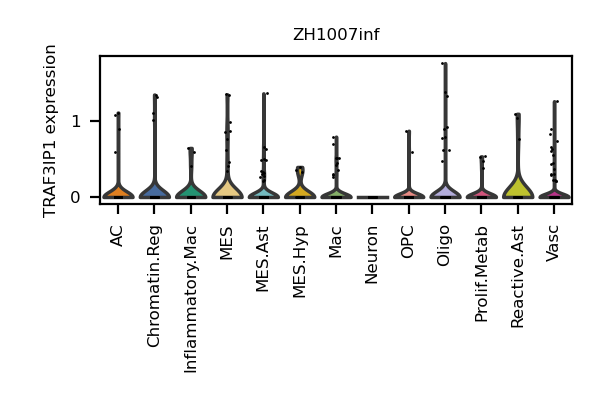 ZH1007inf
TRAF3IP1 expression
1
0
AC
Chromatin.Reg
Inflammatory.Mac
MES
MES.Ast
MES.Hyp
Mac
Neuron
OPC
Oligo
Prolif.Metab
Reactive.Ast
Vasc